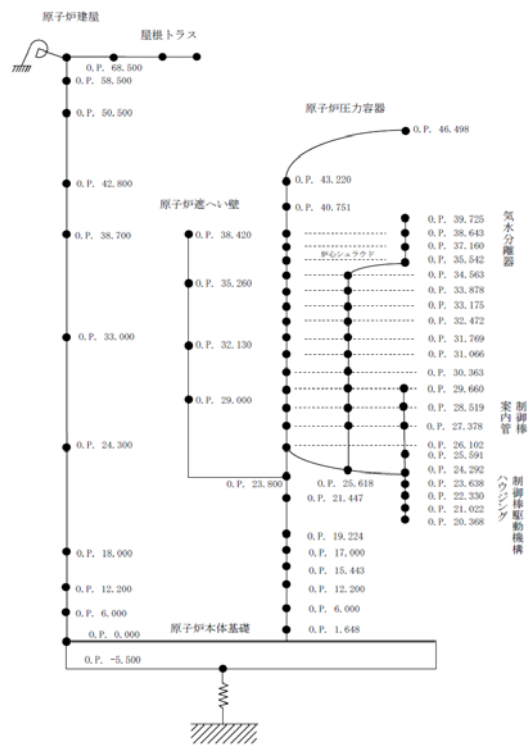 原子炉建屋
屋根トラス
O.P. 68.500
O.P. 58.500
O.P. 50.500
O.P. 42.800
O.P. 38.700
O.P. 33.000
O.P. 24.300
O.P. 18.000
O.P. 12.200
O.P. 6.000
O.P. 0.000
O.P. -5.500
原子炉遮へい壁
O.P. 38.420
O.P. 35.260
O.P. 32.130
O.P. 29.000
O.P. 23.800
原子炉圧力容器
O.P. 46.498
O.P. 43.220
O.P. 40.751
炉心シュラウド
O.P. 25.618
O.P. 21.447
O.P. 19.224
O.P. 17.000
O.P. 15.443
O.P. 12.200
O.P. 6.000
O.P. 1.648
原子炉本体基礎
O.P. 39.725
O.P. 38.643
O.P. 37.160
O.P. 35.542
O.P. 34.563
O.P. 33.878
O.P. 33.175
O.P. 32.472
O.P. 31.769
O.P. 31.066
O.P. 30.363
O.P. 29.660
O.P. 28.519
O.P. 27.378
O.P. 26.102
O.P. 25.591
O.P. 24.292
O.P. 23.638
O.P. 22.330
O.P. 21.022
O.P. 20.368
気水分離器
制御棒
案内管
制御棒駆動機構
ハウジング